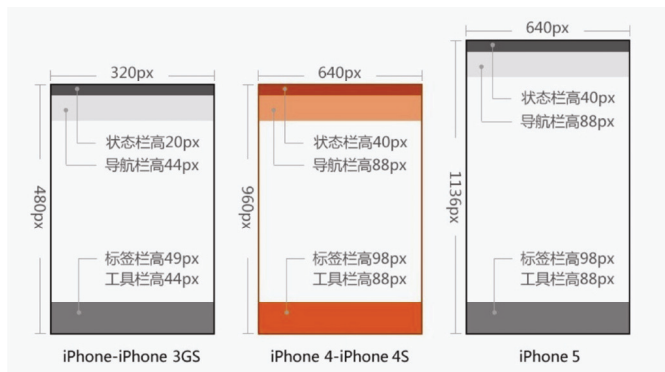 320px
480px
状态栏高20px
导航栏高44px
标签栏高49px
工具栏高44px
iPhone-iPhone 3GS
640px
960px
状态栏高40px
导航栏高88px
标签栏高98px
工具栏高88px
iPhone 4-iPhone 4S
640px
1136px
状态栏高40px
导航栏高88px
标签栏高98px
工具栏高88px
iPhone 5